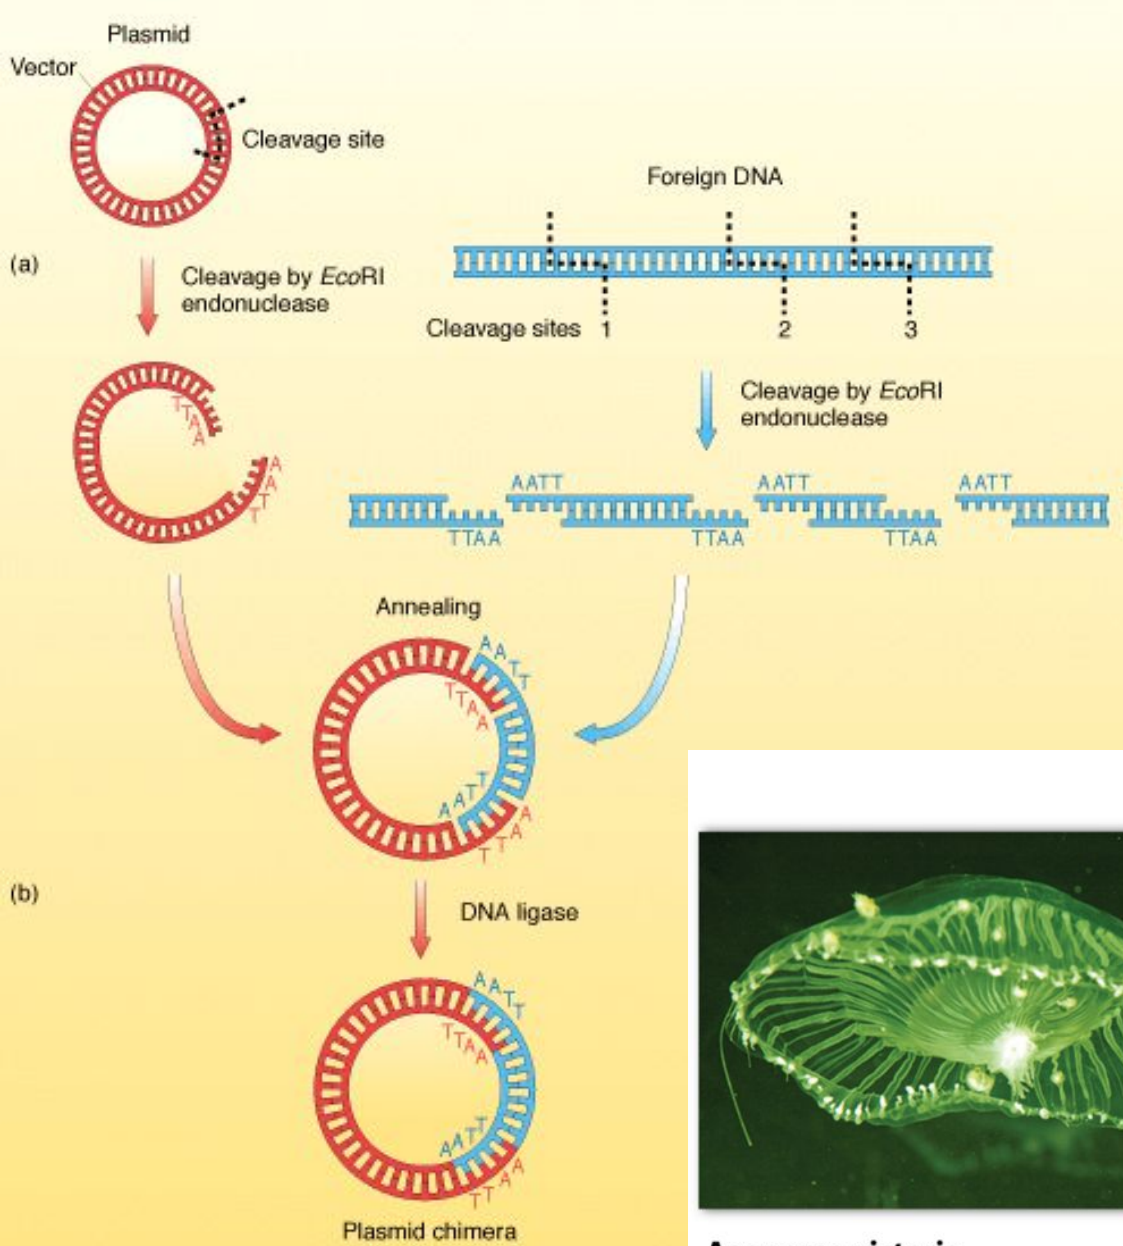 Plasmid
Vector
Cleavage site
Foreign DNA
(a)
Cleavage by EcoRI
endonuclease
Cleavage sites 1 2 3
Cleavage by EcoRI
endonuclease
T
T
A
A
A
A
T
T
AATT AATT AATT
TTAA TTAA TTAA
Annealing
AATT
TTAA
AATT
TTAA
(b)
DNA ligase
AATT
TTAA
AATT
TTAA
Plasmid chimera